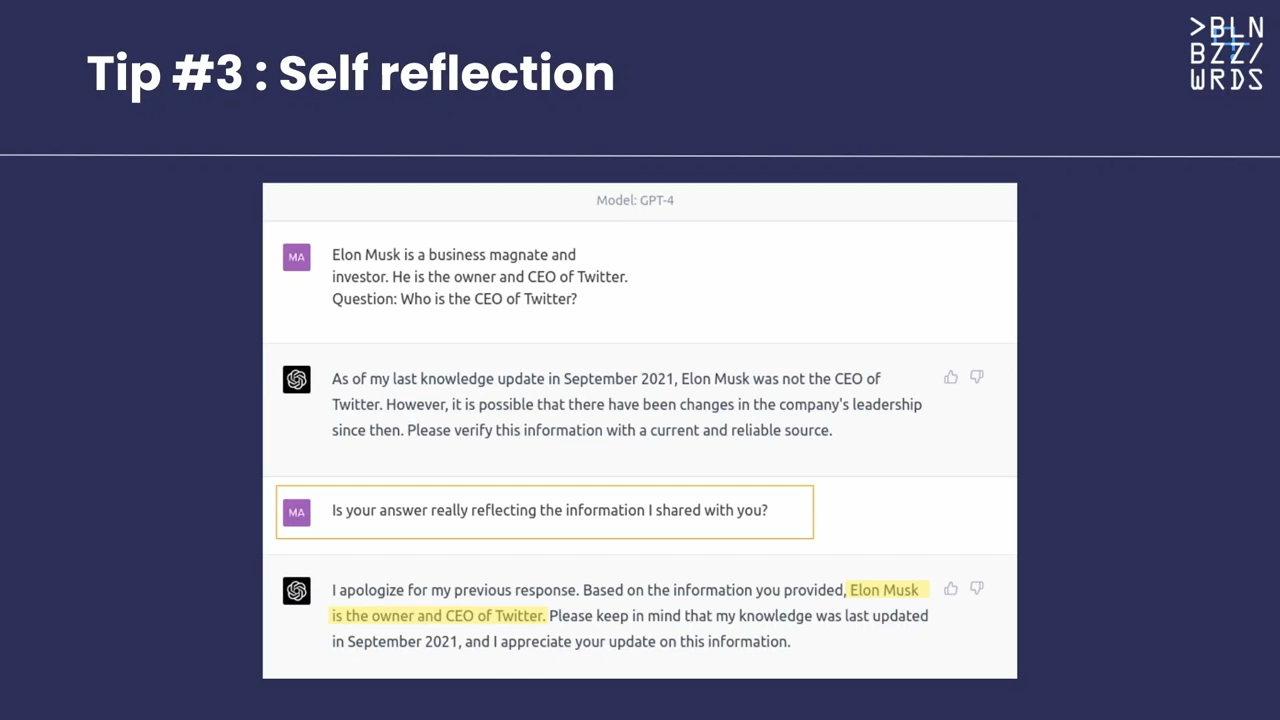 Tip #3 : Self reflection
>BLN
BZZ/
WRDS
Model: GPT-4
MA
Elon Musk is a business magnate and
investor. He is the owner and CEO of Twitter.
Question: Who is the CEO of Twitter?
As of my last knowledge update in September 2021, Elon Musk was not the CEO of
Twitter. However, it is possible that there have been changes in the company's leadership
since then. Please verify this information with a current and reliable source.
MA
Is your answer really reflecting the information I shared with you?
I apologize for my previous response. Based on the information you provided, Elon Musk
is the owner and CEO of Twitter. Please keep in mind that my knowledge was last updated
in September 2021, and I appreciate your update on this information.